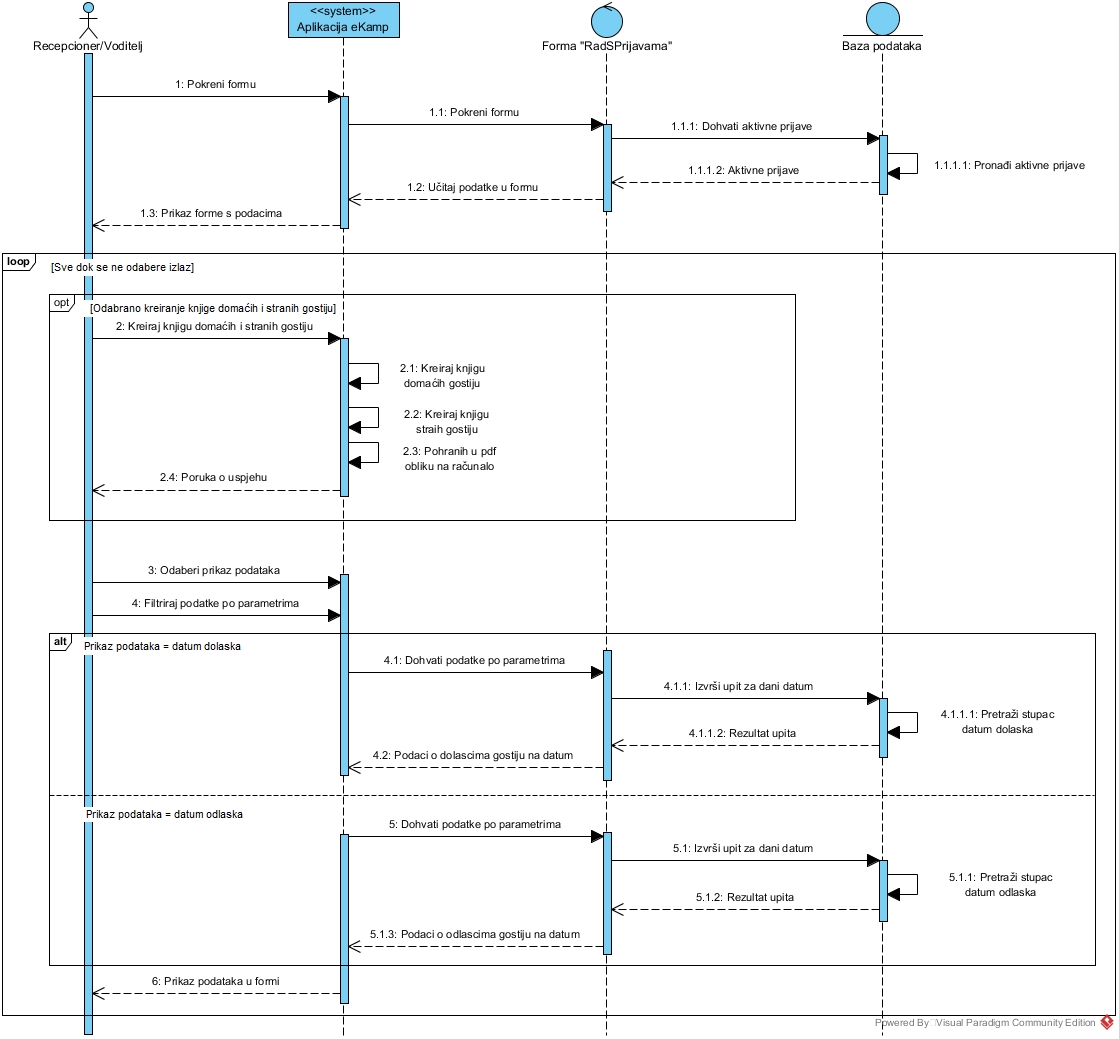 <<system>>
Aplikacija eKamp
Recepcioner/Voditelj
Forma "RadSPrijavama"
Baza podataka
1: Pokreni formu
1.1: Pokreni formu
1.1.1: Dohvati aktivne prijave
1.1.1.1: Pronađi aktivne prijave
1.1.1.2: Aktivne prijave
1.2: Učitaj podatke u formu
1.3: Prikaz forme s podacima
loop
[Sve dok se ne odabere izlaz]
opt
[Odabrano kreiranje knjige domaćih i stranih gostiju]
2: Kreiraj knjigu domaćih i stranih gostiju
2.1: Kreiraj knjigu
domaćih gostiju
2.2: Kreiraj knjigu
straih gostiju
2.3: Pohranih u pdf
obliku na računalo
2.4: Poruka o uspjehu
3: Odaberi prikaz podataka
4: Filtriraj podatke po parametrima
alt
Prikaz podataka = datum dolaska
4.1: Dohvati podatke po parametrima
4.1.1: Izvrši upit za dani datum
4.1.1.1: Pretraži stupac
datum dolaska
4.1.1.2: Rezultat upita
4.2: Podaci o dolascima gostiju na datum
Prikaz podataka = datum odlaska
5: Dohvati podatke po parametrima
5.1: Izvrši upit za dani datum
5.1.1: Pretraži stupac
datum odlaska
5.1.2: Rezultat upita
5.1.3: Podaci o odlascima gostiju na datum
6: Prikaz podataka u formi
Powered By Visual Paradigm Community Edition